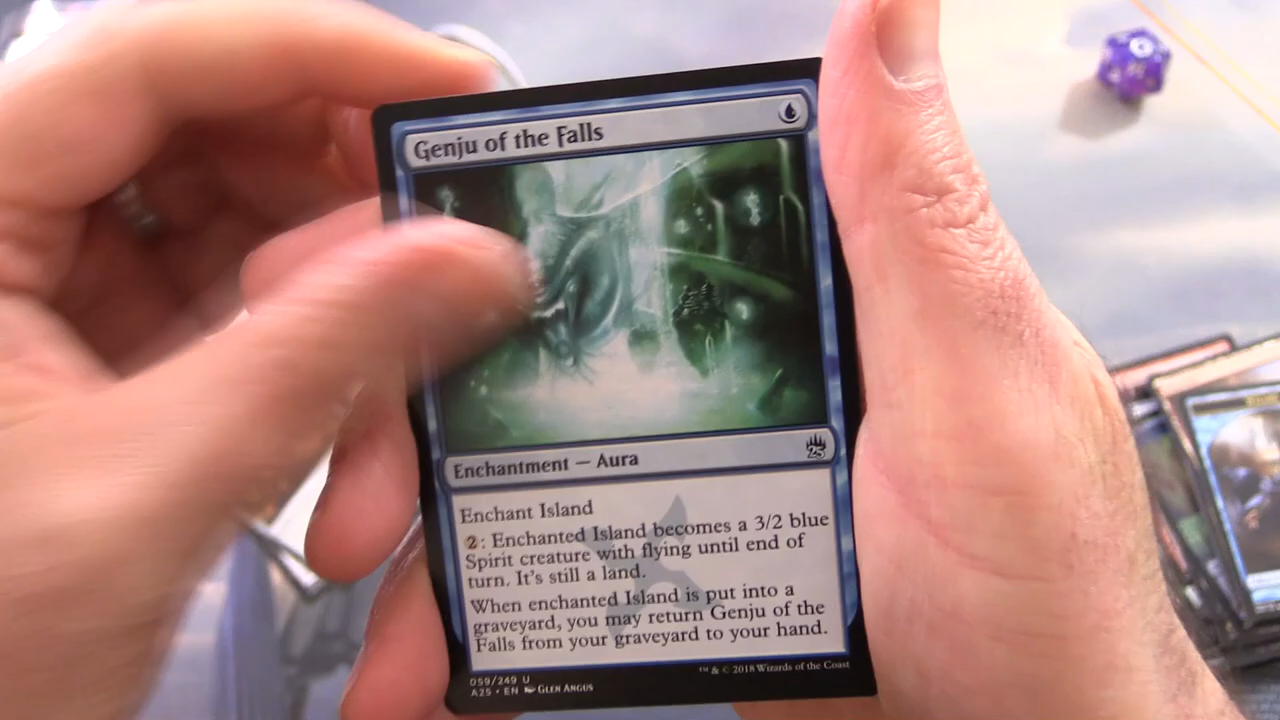 Genju of the Falls
25
Enchantment — Aura
Enchant Island
2: Enchanted Island becomes a 3/2 blue
Spirit creature with flying until end of
turn. It's still a land.
When enchanted Island is put into a
graveyard, you may return Genju of the
Falls from your graveyard to your hand.
059/249 U
A25 • EN GLEN ANGUS
™ & © 2018 Wizards of the Coast